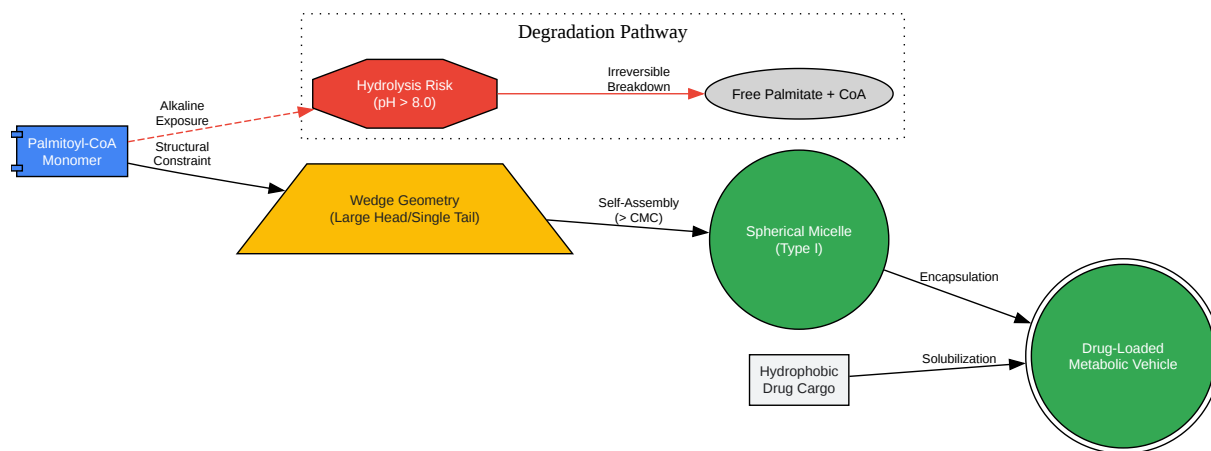 Degradation Pathway
Hydrolysis Risk
(pH > 8.0)
Irreversible
Breakdown
Free Palmitate + CoA
Alkaline
Exposure
Palmitoyl-CoA
Monomer
Structural
Constraint
Wedge Geometry
(Large Head/Single Tail)
Self-Assembly
(> CMC)
Spherical Micelle
(Type I)
Encapsulation
Hydrophobic
Drug Cargo
Solubilization
Drug-Loaded
Metabolic Vehicle